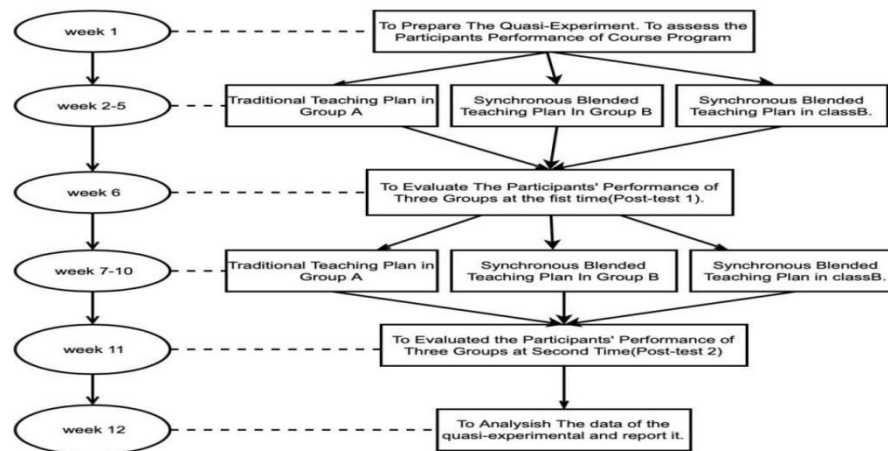 week 1
To Prepare The Quasi-Experiment. To assess the
Participants Performance of Course Program
week 2-5
Traditional Teaching Plan in
Group A
Synchronous Blended
Teaching Plan In Group B
Synchronous Blended
Teaching Plan in classB.
week 6
To Evaluate The Participants' Performance of
Three Groups at the fist time(Post-test 1).
week 7-10
Traditional Teaching Plan in
Group A
Synchronous Blended
Teaching Plan In Group B
Synchronous Blended
Teaching Plan in classB.
week 11
To Evaluated the Participants' Performance of
Three Groups at Second Time(Post-test 2)
week 12
To Analysish The data of the
quasi-experimental and report it.